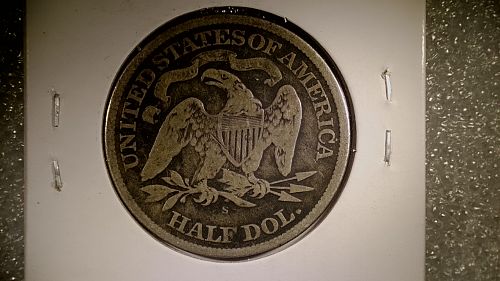 UNITED STATES OF AMERICA
S
HALF DOL.